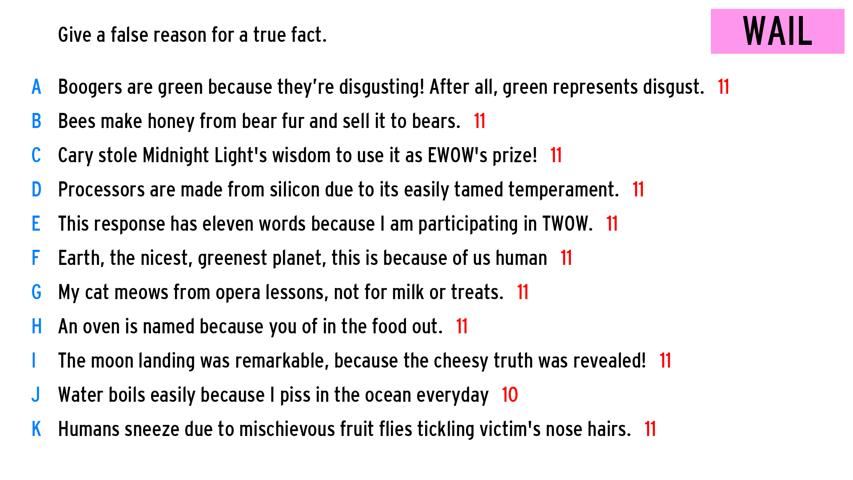 Give a false reason for a true fact.
WAIL
A Boogers are green because they're disgusting! After all, green represents disgust. 11
B Bees make honey from bear fur and sell it to bears. 11
C Cary stole Midnight Light's wisdom to use it as EWOW's prize! 11
D Processors are made from silicon due to its easily tamed temperament. 11
E This response has eleven words because I am participating in TWOW. 11
F Earth, the nicest, greenest planet, this is because of us human 11
G My cat meows from opera lessons, not for milk or treats. 11
H An oven is named because you of in the food out. 11
I The moon landing was remarkable, because the cheesy truth was revealed! 11
J Water boils easily because I piss in the ocean everyday 10
K Humans sneeze due to mischievous fruit flies tickling victim's nose hairs. 11